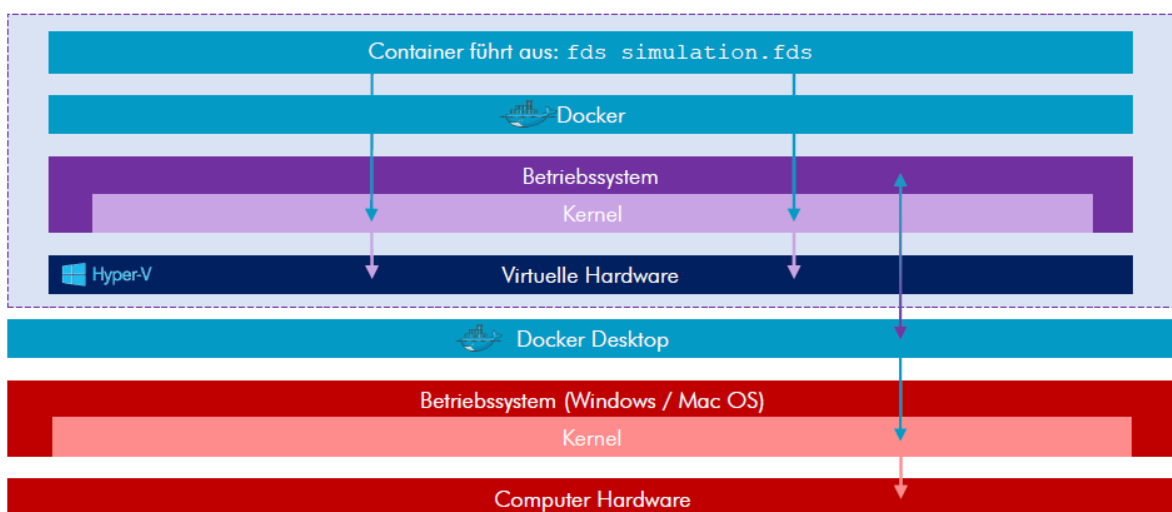 Container führt aus: fds simulation.fds
Docker
Betriebssystem
Kernel
Hyper-V
Virtuelle Hardware
Docker Desktop
Betriebssystem (Windows / Mac OS)
Kernel
Computer Hardware